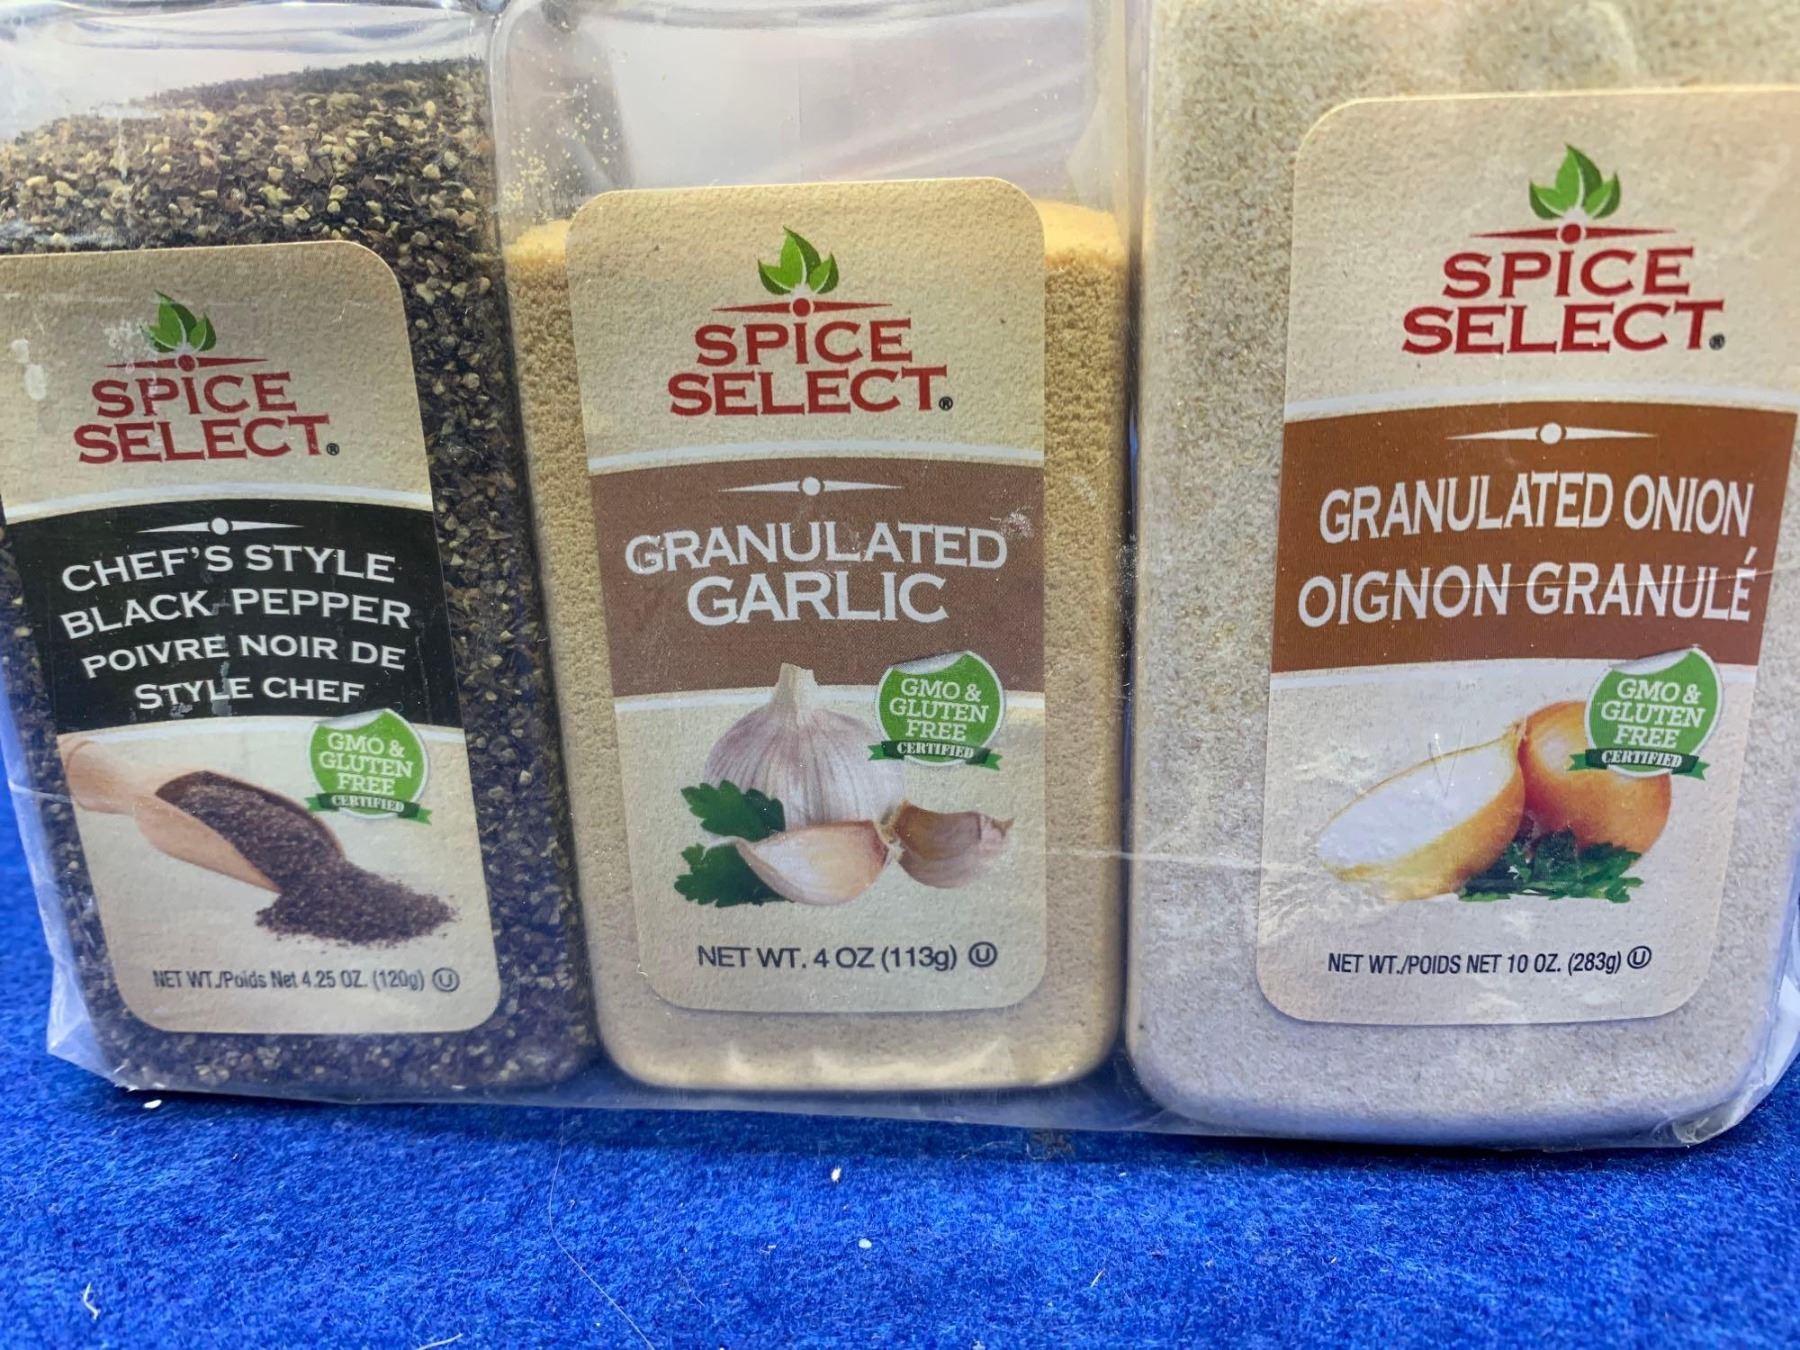 SPICE
SELECT®
CHEF'S STYLE
BLACK PEPPER
POIVRE NOIR DE
STYLE CHEF
GMO &
GLUTEN
FREE
CERTIFIED
NET WT./Poids Net 4.25 OZ. (120g) Ⓤ
SPICE
SELECT®
GRANULATED
GARLIC
GMO &
GLUTEN
FREE
CERTIFIED
NET WT. 4 OZ (113g) Ⓤ
SPICE
SELECT®
GRANULATED ONION
OIGNON GRANULÉ
GMO &
GLUTEN
FREE
CERTIFIED
NET WT./POIDS NET 10 OZ. (283g) Ⓤ